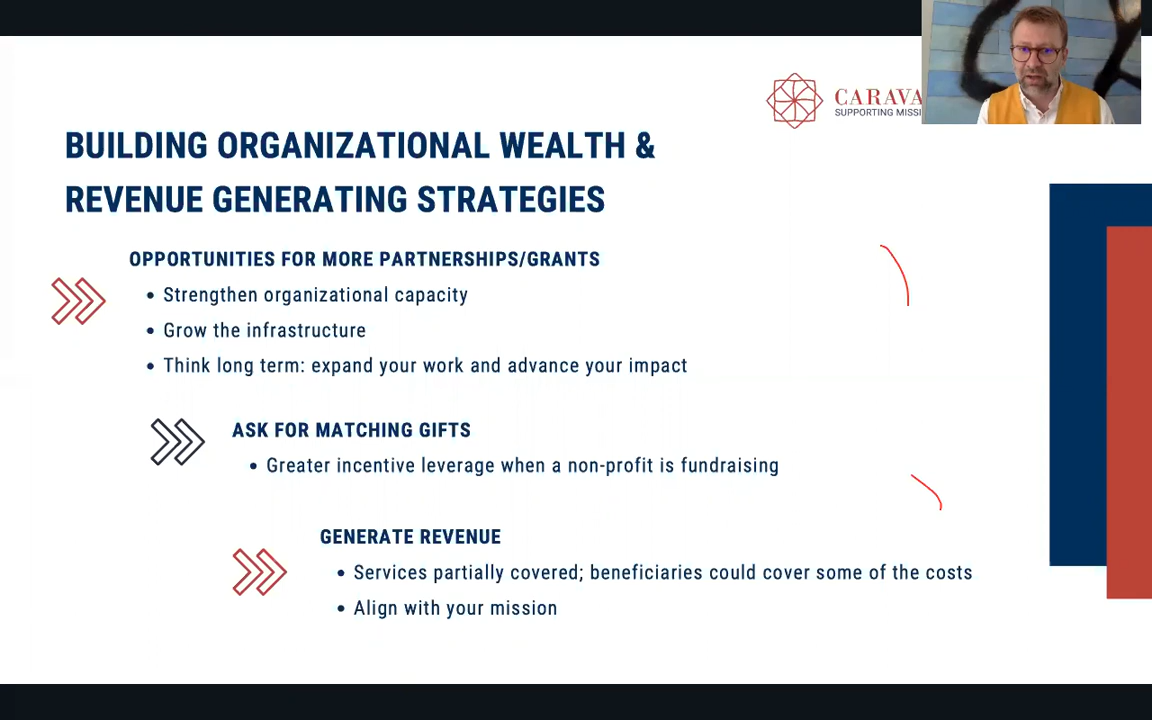 CARAVA
SUPPORTING MISSI
BUILDING ORGANIZATIONAL WEALTH &
REVENUE GENERATING STRATEGIES
OPPORTUNITIES FOR MORE PARTNERSHIPS/GRANTS
• Strengthen organizational capacity
• Grow the infrastructure
• Think long term: expand your work and advance your impact
ASK FOR MATCHING GIFTS
• Greater incentive leverage when a non-profit is fundraising
GENERATE REVENUE
• Services partially covered; beneficiaries could cover some of the costs
• Align with your mission